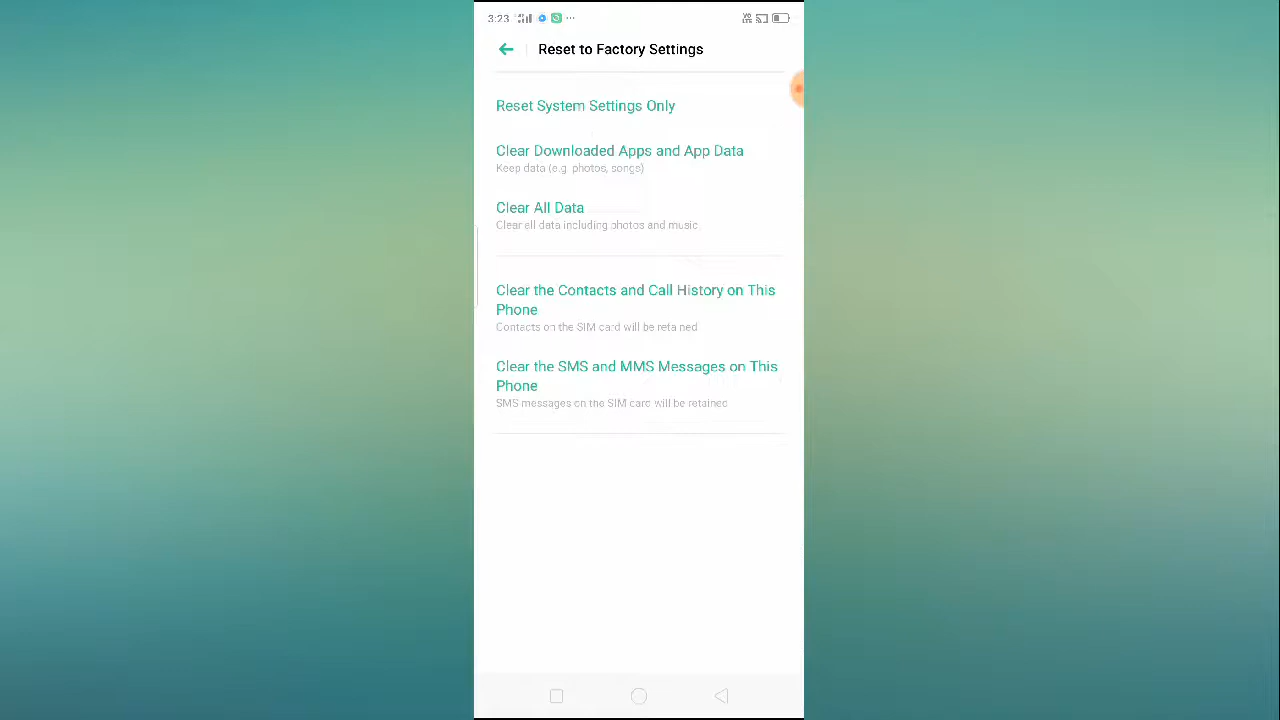 3:23
Reset to Factory Settings
Reset System Settings Only
Clear Downloaded Apps and App Data
Keep data (e.g. photos, songs)
Clear All Data
Clear all data including photos and music
Clear the Contacts and Call History on This
Phone
Contacts on the SIM card will be retained
Clear the SMS and MMS Messages on This
Phone
SMS messages on the SIM card will be retained